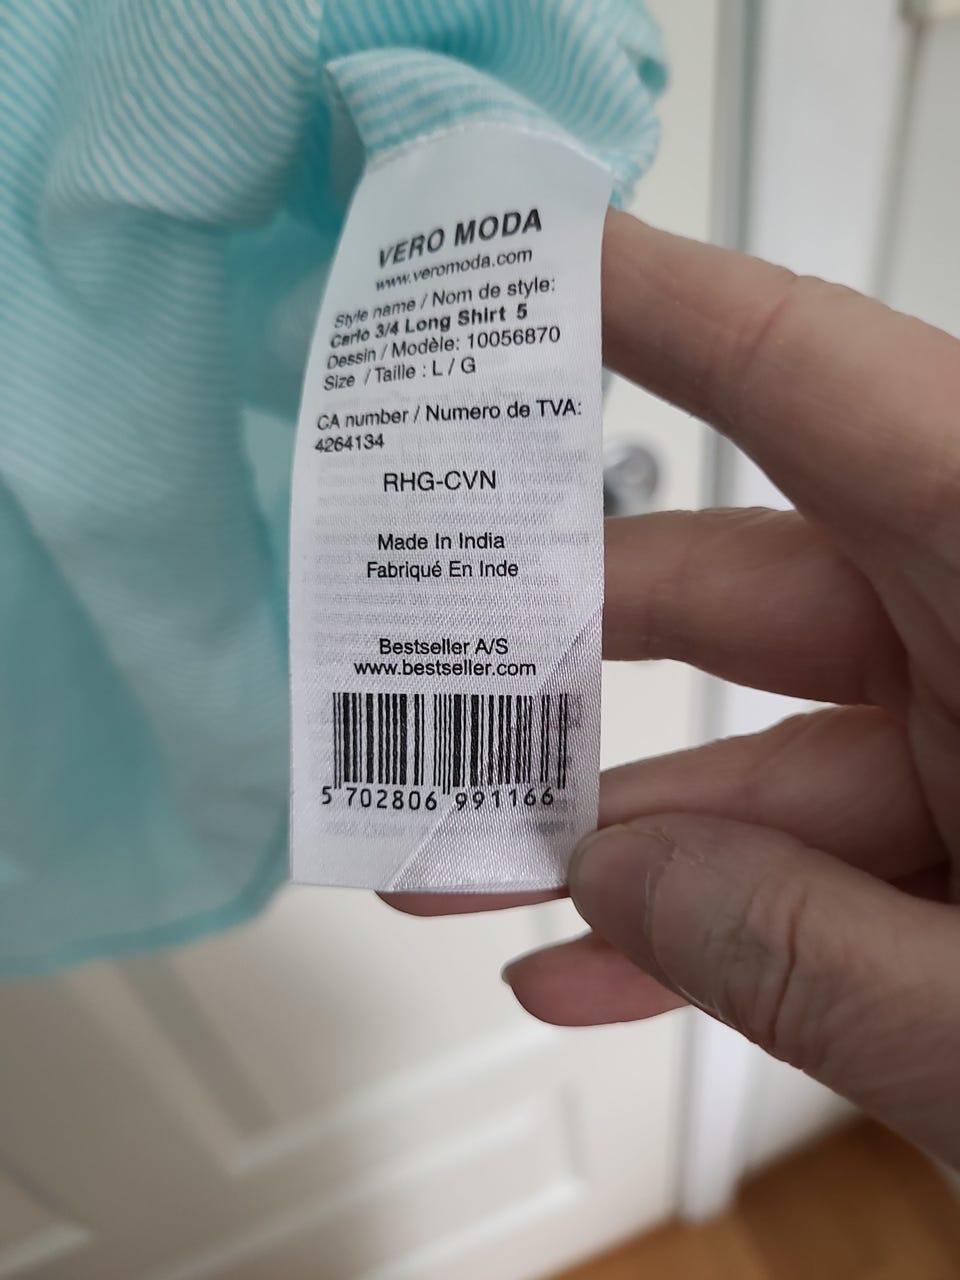 VERO MODA
www.veromoda.com
Style name / Nom de style:
Carlo 3/4 Long Shirt 5
Dessin / Modèle: 10056870
Size / Taille : L / G
CA number / Numero de TVA:
4264134
RHG-CVN
Made In India
Fabriqué En Inde
Bestseller A/S
www.bestseller.com
5 702806 991166